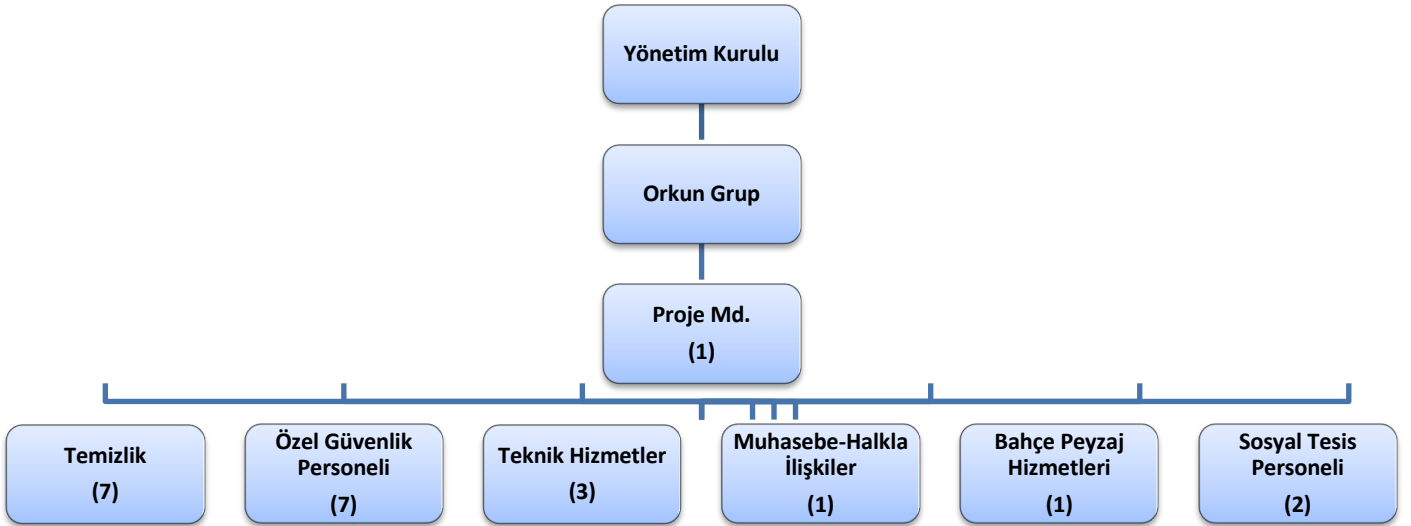 Yönetim Kurulu
Orkun Grup
Proje Md.
(1)
Temizlik
(7)
Özel Güvenlik
Personeli
(7)
Teknik Hizmetler
(3)
Muhasebe-Halkla
İlişkiler
(1)
Bahçe Peyzaj
Hizmetleri
(1)
Sosyal Tesis
Personeli
(2)